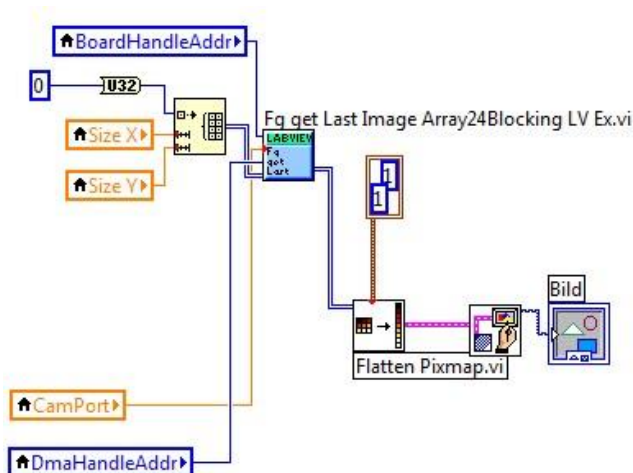 BoardHandleAddr
0
U32
Size X
Size Y
Fg get Last Image Array24Blocking LV Ex.vi
LABVIEW
Fg
get
Last
1
1
Bild
Flatten Pixmap.vi
CamPort
DmaHandleAddr